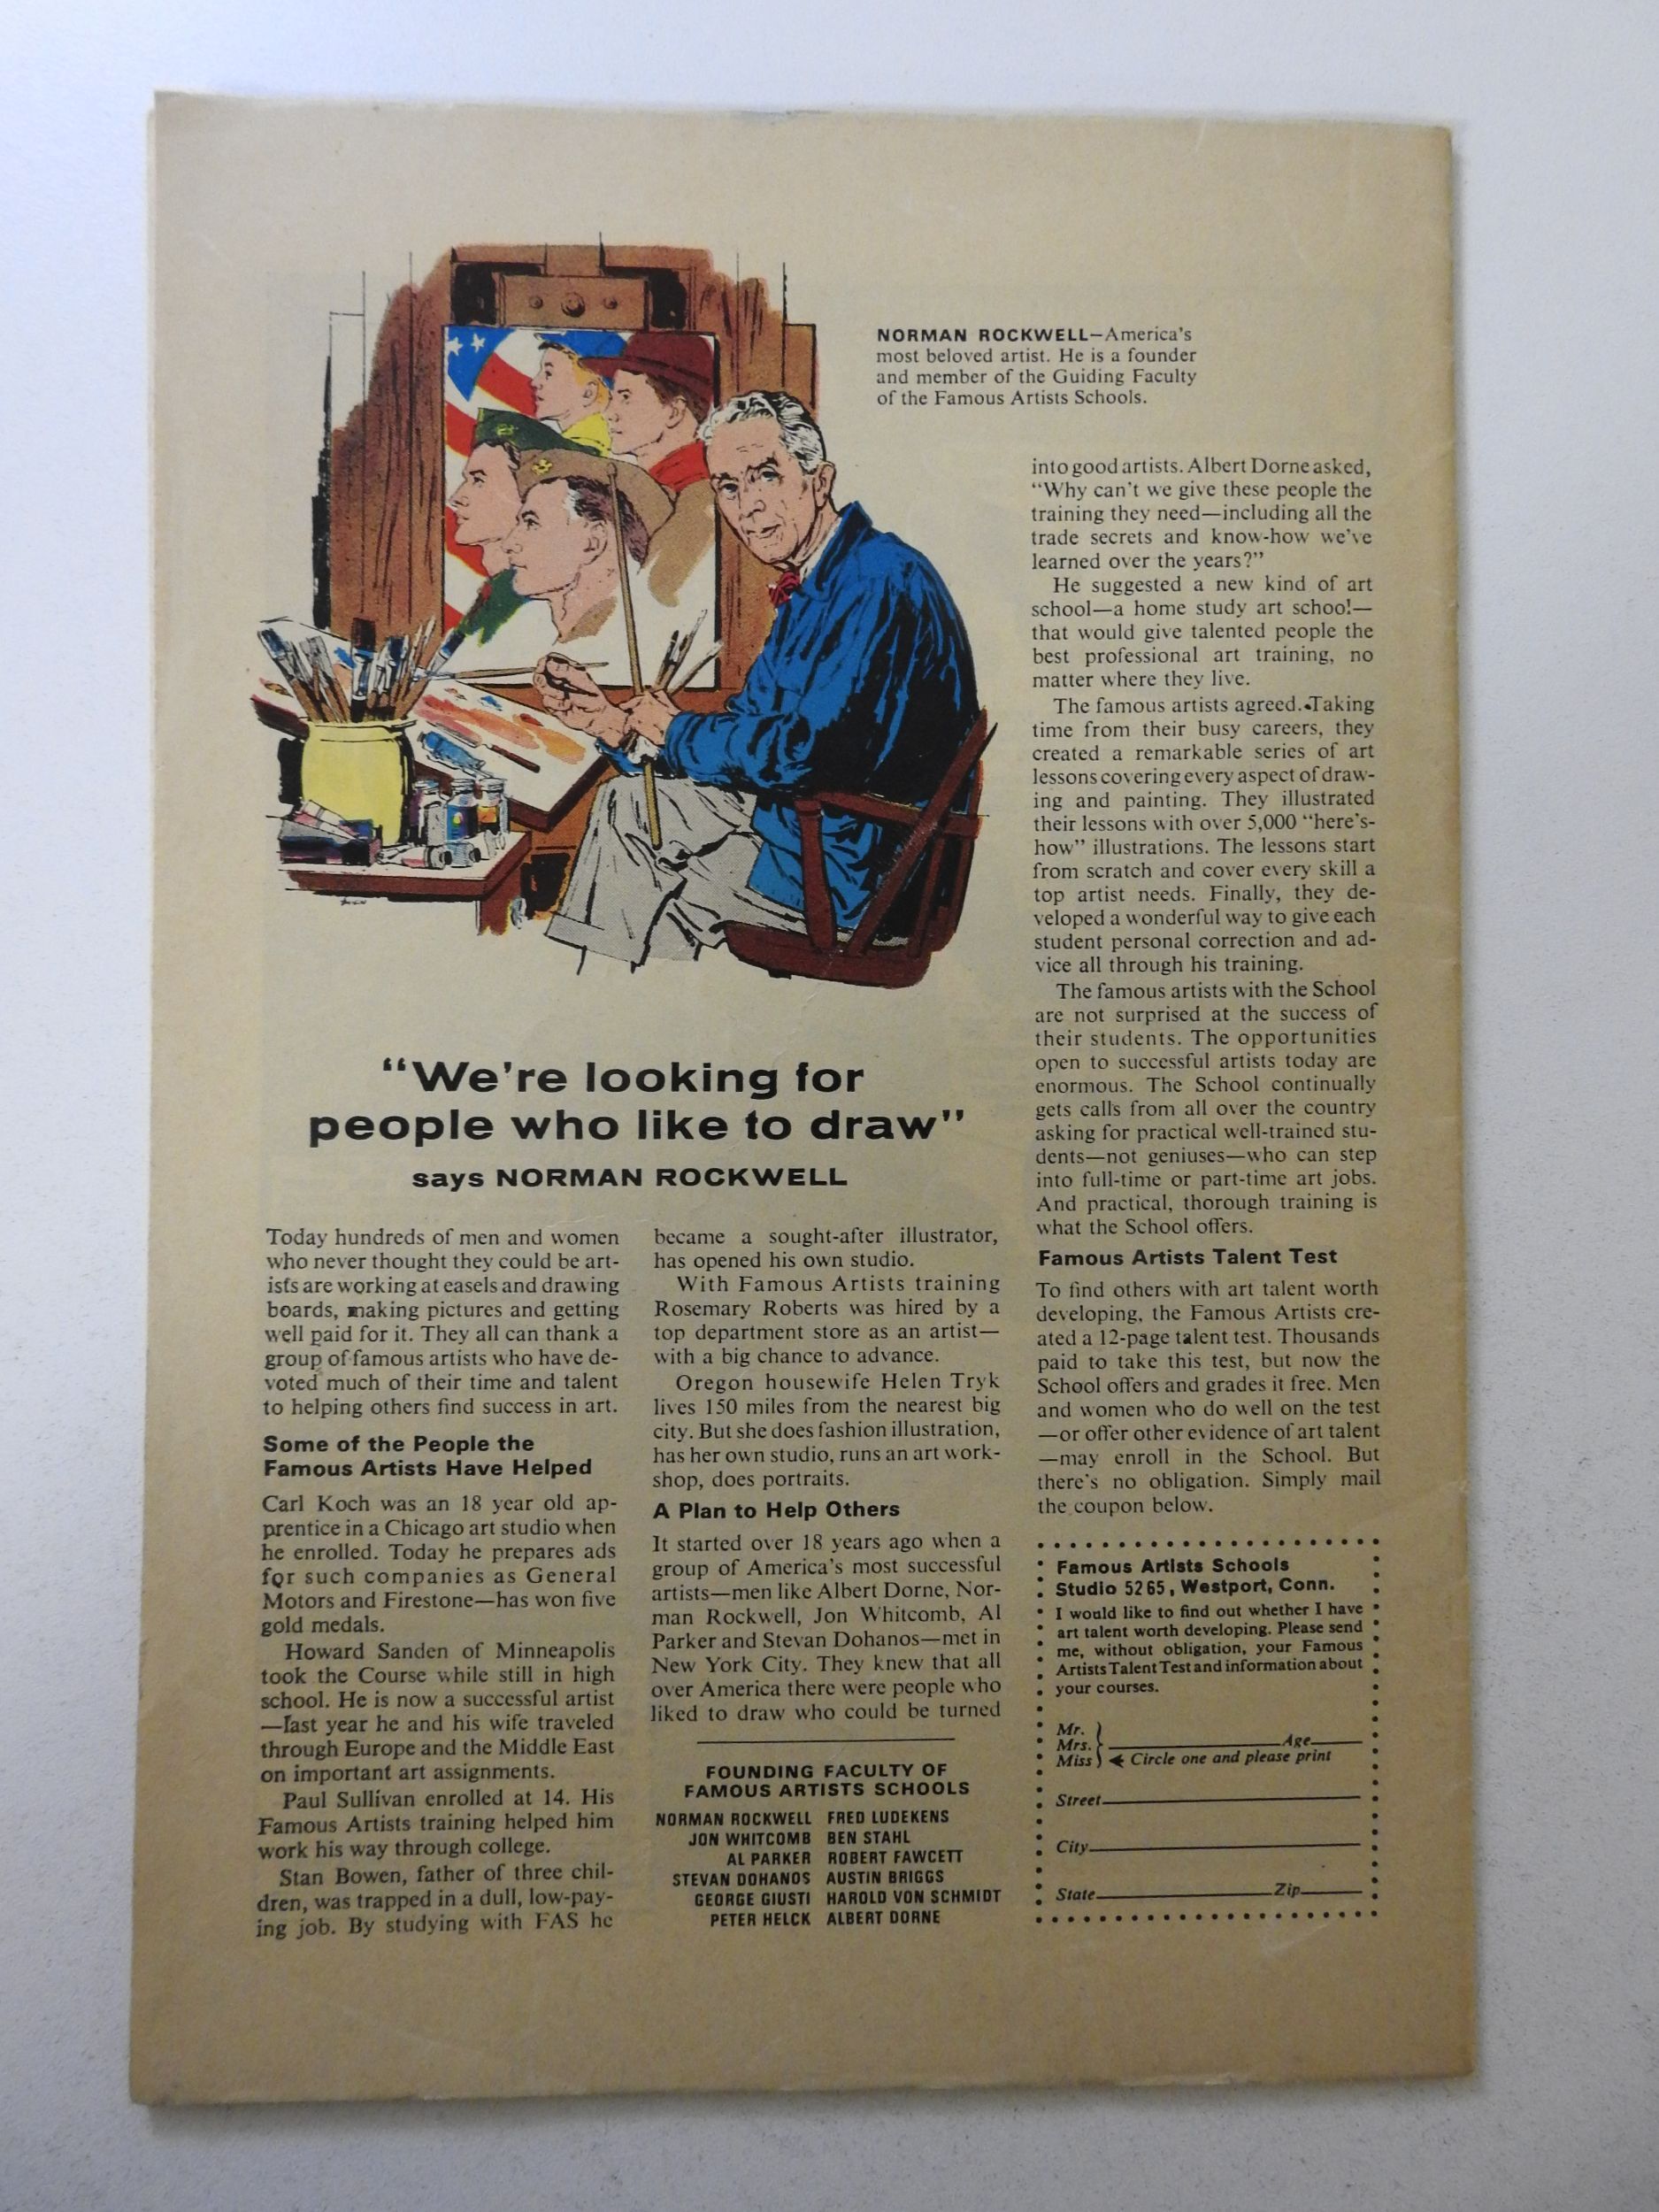 NORMAN ROCKWELL—America's
most beloved artist. He is a founder
and member of the Guiding Faculty
of the Famous Artists Schools.
"We're looking for
people who like to draw"
says NORMAN ROCKWELL
Today hundreds of men and women
who never thought they could be art-
ists are working at easels and drawing
boards, making pictures and getting
well paid for it. They all can thank a
group of famous artists who have de-
voted much of their time and talent
to helping others find success in art.
Some of the People the
Famous Artists Have Helped
Carl Koch was an 18 year old ap-
prentice in a Chicago art studio when
he enrolled. Today he prepares ads
for such companies as General
Motors and Firestone—has won five
gold medals.
Howard Sanden of Minneapolis
took the Course while still in high
school. He is now a successful artist
—last year he and his wife traveled
through Europe and the Middle East
on important art assignments.
Paul Sullivan enrolled at 14. His
Famous Artists training helped him
work his way through college.
Stan Bowen, father of three chil-
dren, was trapped in a dull, low-pay-
ing job. By studying with FAS he
became a sought-after illustrator,
has opened his own studio.
With Famous Artists training
Rosemary Roberts was hired by a
top department store as an artist—
with a big chance to advance.
Oregon housewife Helen Tryk
lives 150 miles from the nearest big
city. But she does fashion illustration,
has her own studio, runs an art work-
shop, does portraits.
A Plan to Help Others
It started over 18 years ago when a
group of America's most successful
artists—men like Albert Dorne, Nor-
man Rockwell, Jon Whitcomb, Al
Parker and Stevan Dohanos—met in
New York City. They knew that all
over America there were people who
liked to draw who could be turned
FOUNDING FACULTY OF
FAMOUS ARTISTS SCHOOLS
NORMAN ROCKWELL FRED LUDEKENS
JON WHITCOMB BEN STAHL
AL PARKER ROBERT FAWCETT
STEVAN DOHANOS AUSTIN BRIGGS
GEORGE GIUSTI HAROLD VON SCHMIDT
PETER HELCK ALBERT DORNE
into good artists. Albert Dorne asked,
"Why can't we give these people the
training they need—including all the
trade secrets and know-how we've
learned over the years?"
He suggested a new kind of art
school—a home study art school—
that would give talented people the
best professional art training, no
matter where they live.
The famous artists agreed. Taking
time from their busy careers, they
created a remarkable series of art
lessons covering every aspect of draw-
ing and painting. They illustrated
their lessons with over 5,000 "here's-
how" illustrations. The lessons start
from scratch and cover every skill a
top artist needs. Finally, they de-
veloped a wonderful way to give each
student personal correction and ad-
vice all through his training.
The famous artists with the School
are not surprised at the success of
their students. The opportunities
open to successful artists today are
enormous. The School continually
gets calls from all over the country
asking for practical well-trained stu-
dents—not geniuses—who can step
into full-time or part-time art jobs.
And practical, thorough training is
what the School offers.
Famous Artists Talent Test
To find others with art talent worth
developing, the Famous Artists cre-
ated a 12-page talent test. Thousands
paid to take this test, but now the
School offers and grades it free. Men
and women who do well on the test
—or offer other evidence of art talent
—may enroll in the School. But
there's no obligation. Simply mail
the coupon below.
Famous Artists Schools
Studio 5265, Westport, Conn.
I would like to find out whether I have
art talent worth developing. Please send
me, without obligation, your Famous
Artists Talent Test and information about
your courses.
Mr.
Mrs. Age
Miss Circle one and please print
Street
City
State Zip